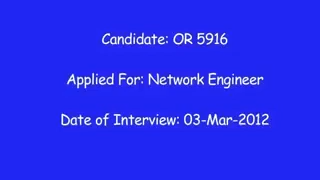 Candidate: OR 5916
Applied For: Network Engineer
Date of Interview: 03-Mar-2012